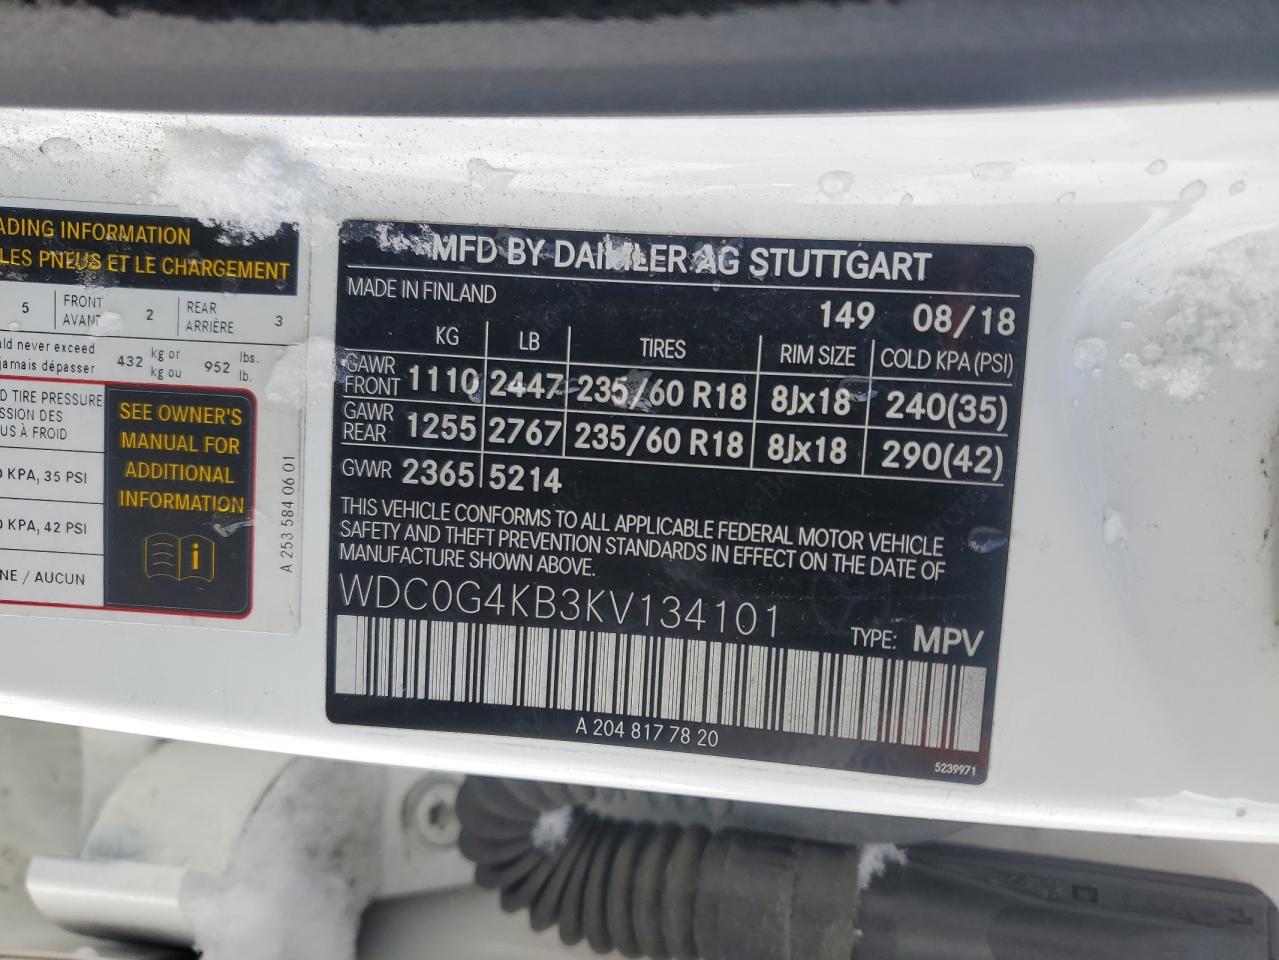 ADING INFORMATION
LES PNEUS ET LE CHARGEMENT
5 FRONT AVANT 2 REAR ARRIÈRE 3
ld never exceed
jamais dépasser 432 kg or kg ou 952 lbs. lb.
D TIRE PRESSURE
SSION DES
US À FROID
KPA, 35 PSI
KPA, 42 PSI
NE / AUCUN
SEE OWNER'S
MANUAL FOR
ADDITIONAL
INFORMATION
i
A 253 584 06 01
MFD BY DAIMLER AG STUTTGART
MADE IN FINLAND 149 08/18
KG LB TIRES RIM SIZE COLD KPA (PSI)
GAWR FRONT 1110 2447 235/60 R18 8Jx18 240(35)
GAWR REAR 1255 2767 235/60 R18 8Jx18 290(42)
GVWR 2365 5214
THIS VEHICLE CONFORMS TO ALL APPLICABLE FEDERAL MOTOR VEHICLE
SAFETY AND THEFT PREVENTION STANDARDS IN EFFECT ON THE DATE OF
MANUFACTURE SHOWN ABOVE.
WDC0G4KB3KV134101
TYPE: MPV
A 204 817 78 20
5239971